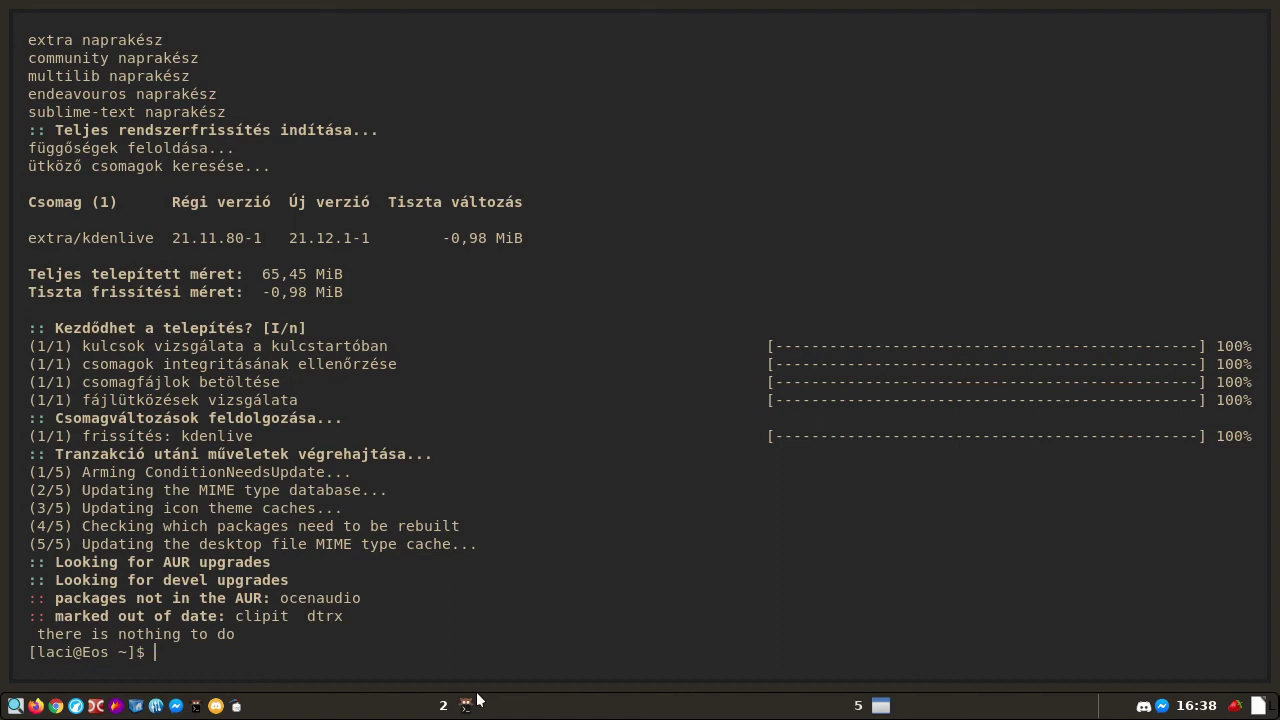 extra naprakész
community naprakész
multilib naprakész
endeavouros naprakész
sublime-text naprakész
:: Teljes rendszerfrissítés indítása...
függőségek feloldása...
ütköző csomagok keresése...
Csomag (1) Régi verzió Új verzió Tiszta változás
extra/kdenlive 21.11.80-1 21.12.1-1 -0,98 MiB
Teljes telepített méret: 65,45 MiB
Tiszta frissítési méret: -0,98 MiB
:: Kezdődhet a telepítés? [I/n]
(1/1) kulcsok vizsgálata a kulcstartóban [-----------------------------------------------] 100%
(1/1) csomagok integritásának ellenőrzése [-----------------------------------------------] 100%
(1/1) csomagfájlok betöltése [-----------------------------------------------] 100%
(1/1) fájlütközések vizsgálata [-----------------------------------------------] 100%
:: Csomagváltozások feldolgozása...
(1/1) frissítés: kdenlive [-----------------------------------------------] 100%
:: Tranzakció utáni műveletek végrehajtása...
(1/5) Arming ConditionNeedsUpdate...
(2/5) Updating the MIME type database...
(3/5) Updating icon theme caches...
(4/5) Checking which packages need to be rebuilt
(5/5) Updating the desktop file MIME type cache...
:: Looking for AUR upgrades
:: Looking for devel upgrades
:: packages not in the AUR: ocenaudio
:: marked out of date: clipit dtrx
there is nothing to do
[laci@Eos ~]$
2 5 16:38